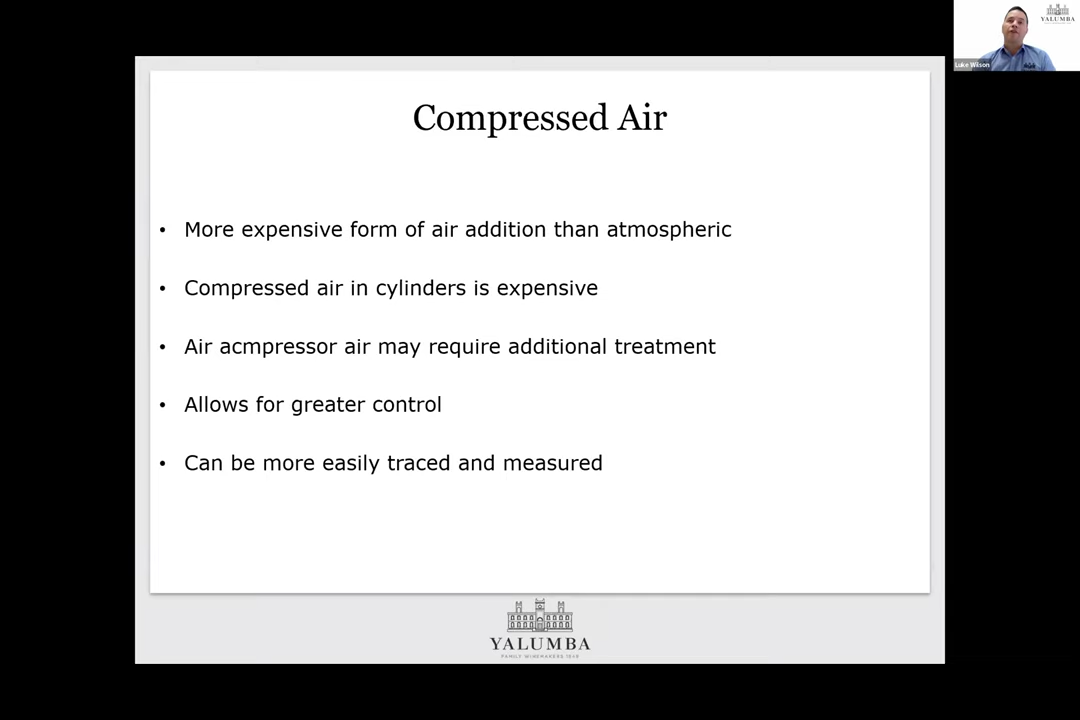 YALUMBA
Luke Wilson
Compressed Air
• More expensive form of air addition than atmospheric
• Compressed air in cylinders is expensive
• Air acmpressor air may require additional treatment
• Allows for greater control
• Can be more easily traced and measured
YALUMBA
FAMILY WINEMAKERS 1849